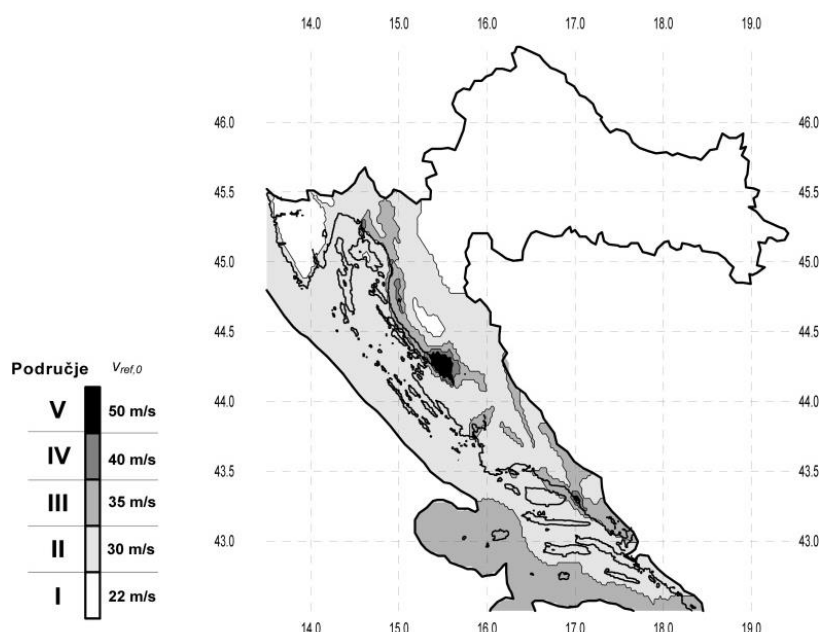 14.0 15.0 16.0 17.0 18.0 19.0
46.0 46.0
45.5 45.5
45.0 45.0
44.5 44.5
Područje Vref,0
44.0 44.0
V 50 m/s
IV 40 m/s
43.5 43.5
III 35 m/s
43.0 43.0
II 30 m/s
I 22 m/s
14.0 15.0 16.0 17.0 18.0 19.0